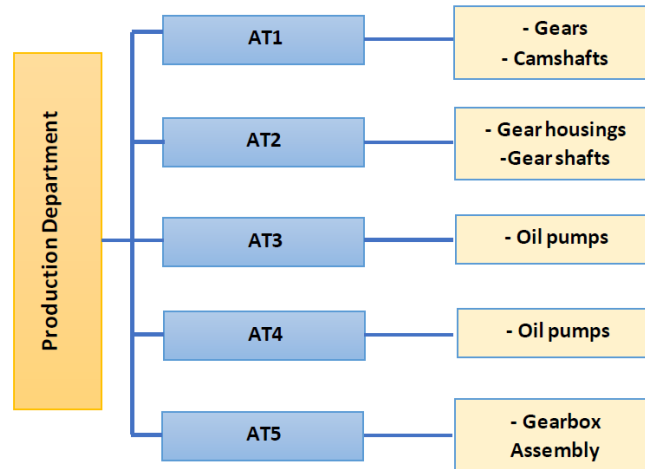 Production Department
AT1
- Gears
- Camshafts
AT2
- Gear housings
-Gear shafts
AT3
- Oil pumps
AT4
- Oil pumps
AT5
- Gearbox
Assembly